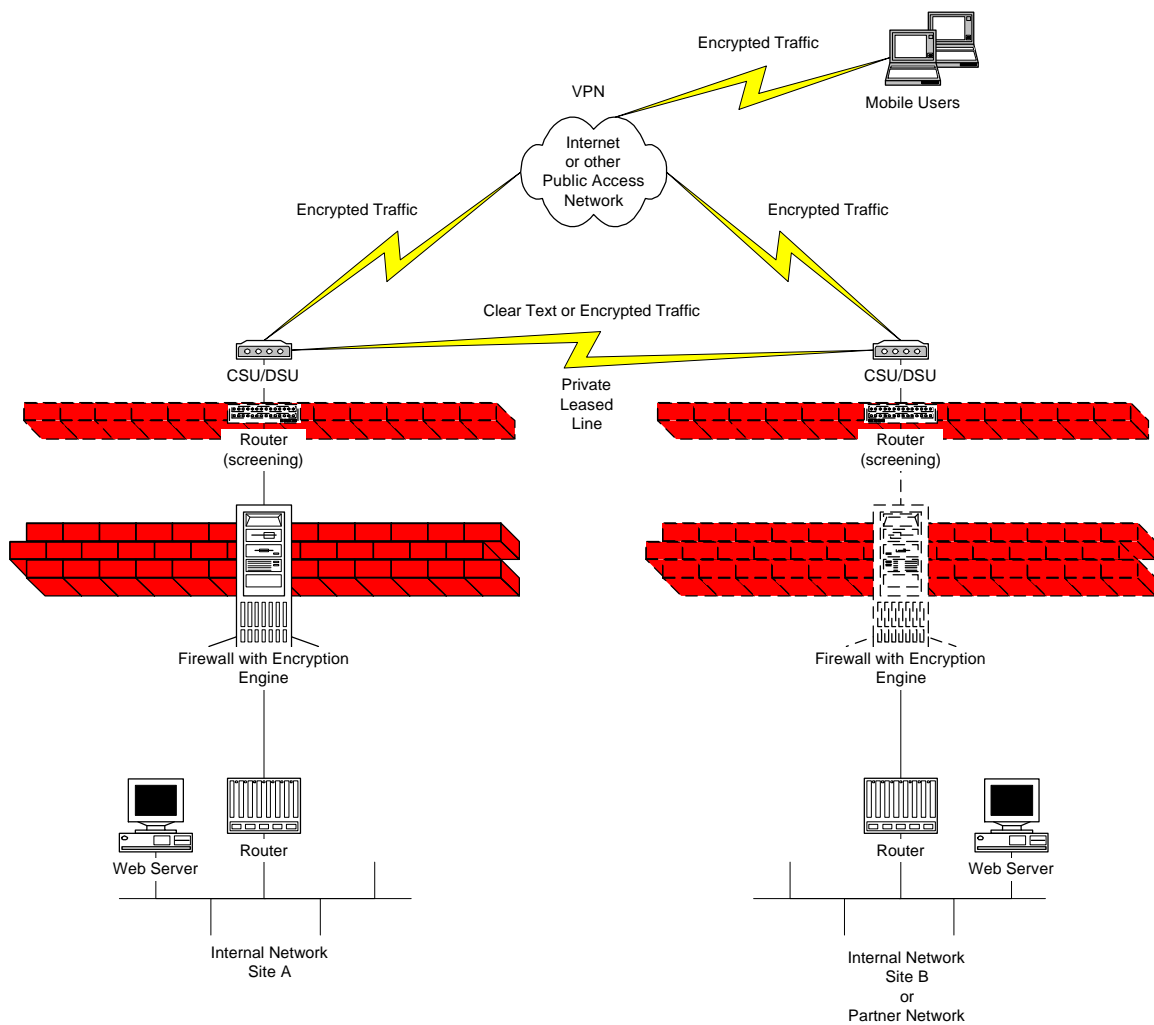 Encrypted Traffic
Mobile Users
VPN
Internet
or other
Public Access
Network
Encrypted Traffic
Encrypted Traffic
Clear Text or Encrypted Traffic
CSU/DSU
CSU/DSU
Private
Leased
Line
Router
(screening)
Router
(screening)
Firewall with Encryption
Engine
Firewall with Encryption
Engine
Web Server
Router
Router
Web Server
Internal Network
Site A
Internal Network
Site B
or
Partner Network